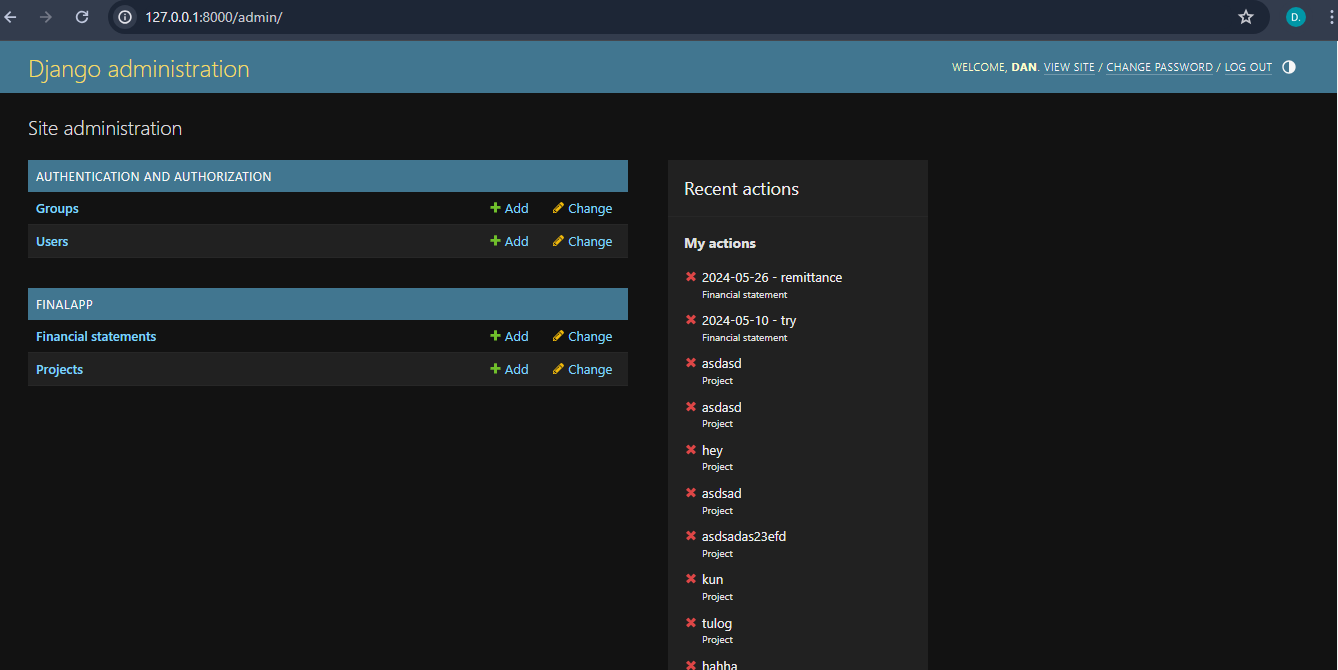 127.0.0.1:8000/admin/
D.
Django administration
WELCOME, DAN. VIEW SITE / CHANGE PASSWORD / LOG OUT
Site administration
AUTHENTICATION AND AUTHORIZATION
Groups Add Change
Users Add Change
FINALAPP
Financial statements Add Change
Projects Add Change
Recent actions
My actions
2024-05-26 - remittance
Financial statement
2024-05-10 - try
Financial statement
asdasd
Project
asdasd
Project
hey
Project
asdsad
Project
asdsadas23efd
Project
kun
Project
tulog
Project
hahha